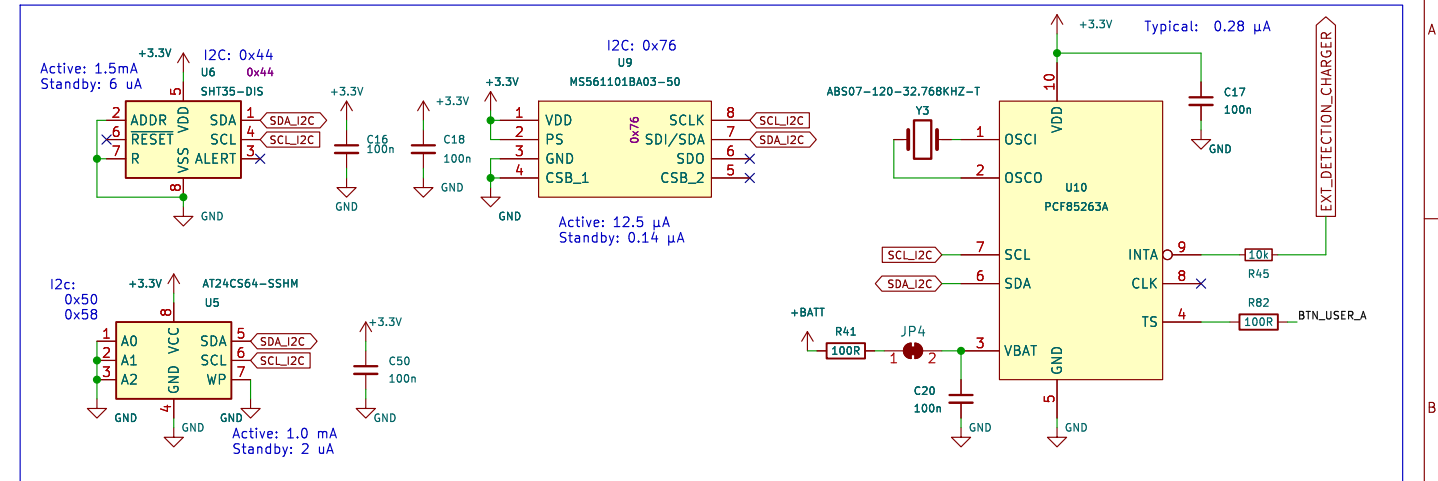 Active: 1.5mA
Standby: 6 uA
+3.3V
I2C: 0x44
U6
0x44
SHT35-DIS
5
VDD
2
ADDR
6
RESET
7
R
SDA
1
SCL
4
ALERT
3
VSS
8
SDA_I2C
SCL_I2C
GND
+3.3V
C16
100n
GND
+3.3V
C18
100n
GND
I2C: 0x76
U9
MS561101BA03-50
+3.3V
1
VDD
2
PS
3
GND
4
CSB_1
0x76
SCLK
8
SDI/SDA
7
SDO
6
CSB_2
5
SCL_I2C
SDA_I2C
GND
Active: 12.5 µA
Standby: 0.14 µA
+3.3V
Typical:  0.28 µA
10
VDD
C17
100n
GND
EXT_DETECTION_CHARGER
ABS07-120-32.768KHZ-T
Y3
1
OSCI
2
OSCO
U10
PCF85263A
SCL_I2C
7
SCL
SDA_I2C
6
SDA
INTA
9
10k
R45
CLK
8
TS
4
R82
100R
BTN_USER_A
+BATT
R41
100R
JP4
1
2
3
VBAT
GND
5
C20
100n
GND
GND
I2c:
0x50
0x58
+3.3V
AT24CS64-SSHM
U5
8
VCC
1
A0
2
A1
3
A2
SDA
5
SCL
6
WP
7
GND
4
SDA_I2C
SCL_I2C
GND
GND
GND
Active: 1.0 mA
Standby: 2 uA
+3.3V
C50
100n
GND
A
B